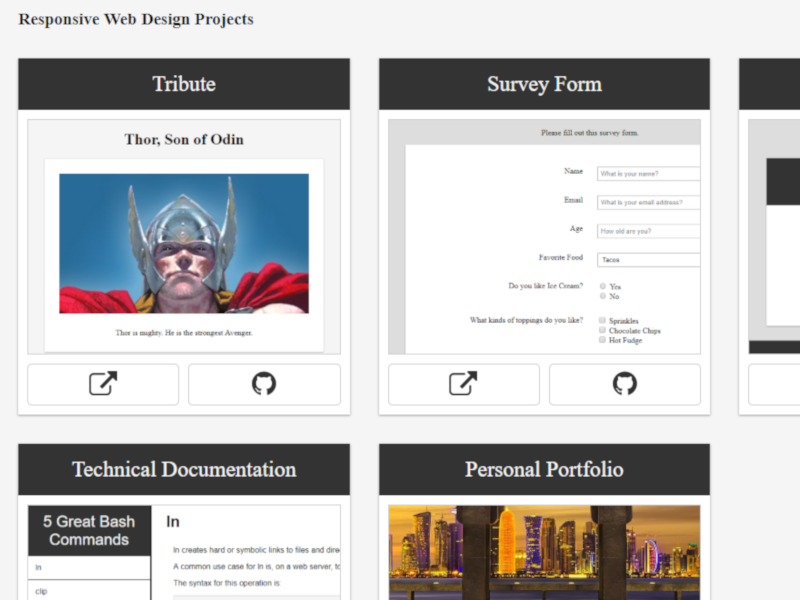 Responsive Web Design Projects
Tribute
Thor, Son of Odin
Thor is mighty. He is the strongest Avenger.
Survey Form
Please fill out this survey form.
Name
What is your name?
Email
What is your email address?
Age
How old are you?
Favorite Food
Tacos
Do you like Ice Cream?
Yes
No
What kinds of toppings do you like?
Sprinkles
Chocolate Chips
Hot Fudge
Technical Documentation
5 Great Bash
Commands
ln
clip
ln
ln creates hard or symbolic links to files and dire
A common use case for ln is, on a web server, to
The syntax for this operation is:
Personal Portfolio